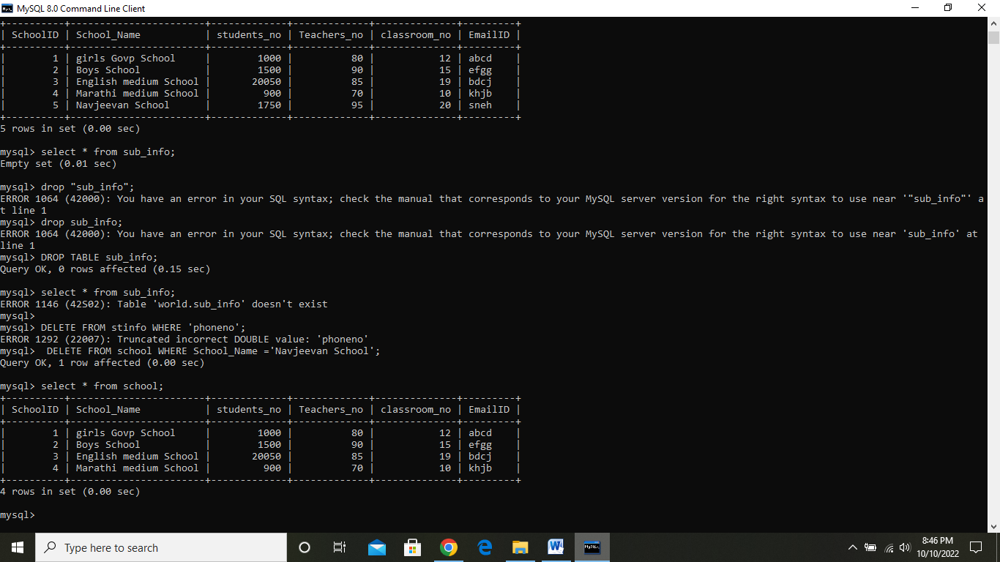 MySQL 8.0 Command Line Client
+----------+-----------------------+-------------+-------------+--------------+---------+
| SchoolID | School_Name           | students_no | Teachers_no | classroom_no | EmailID |
+----------+-----------------------+-------------+-------------+--------------+---------+
|        1 | girls Govp School     |        1000 |          80 |           12 | abcd    |
|        2 | Boys School           |        1500 |          90 |           15 | efgg    |
|        3 | English medium School |       20050 |          85 |           19 | bdcj    |
|        4 | Marathi medium School |         900 |          70 |           10 | khjb    |
|        5 | Navjeevan School      |        1750 |          95 |           20 | sneh    |
+----------+-----------------------+-------------+-------------+--------------+---------+
5 rows in set (0.00 sec)
mysql> select * from sub_info;
Empty set (0.01 sec)
mysql> drop "sub_info";
ERROR 1064 (42000): You have an error in your SQL syntax; check the manual that corresponds to your MySQL server version for the right syntax to use near '"sub_info"' a
t line 1
mysql> drop sub_info;
ERROR 1064 (42000): You have an error in your SQL syntax; check the manual that corresponds to your MySQL server version for the right syntax to use near 'sub_info' at
line 1
mysql> DROP TABLE sub_info;
Query OK, 0 rows affected (0.15 sec)
mysql> select * from sub_info;
ERROR 1146 (42S02): Table 'world.sub_info' doesn't exist
mysql>
mysql> DELETE FROM stinfo WHERE 'phoneno';
ERROR 1292 (22007): Truncated incorrect DOUBLE value: 'phoneno'
mysql>  DELETE FROM school WHERE School_Name ='Navjeevan School';
Query OK, 1 row affected (0.00 sec)
mysql> select * from school;
+----------+-----------------------+-------------+-------------+--------------+---------+
| SchoolID | School_Name           | students_no | Teachers_no | classroom_no | EmailID |
+----------+-----------------------+-------------+-------------+--------------+---------+
|        1 | girls Govp School     |        1000 |          80 |           12 | abcd    |
|        2 | Boys School           |        1500 |          90 |           15 | efgg    |
|        3 | English medium School |       20050 |          85 |           19 | bdcj    |
|        4 | Marathi medium School |         900 |          70 |           10 | khjb    |
+----------+-----------------------+-------------+-------------+--------------+---------+
4 rows in set (0.00 sec)
mysql>
Type here to search
8:46 PM
10/10/2022